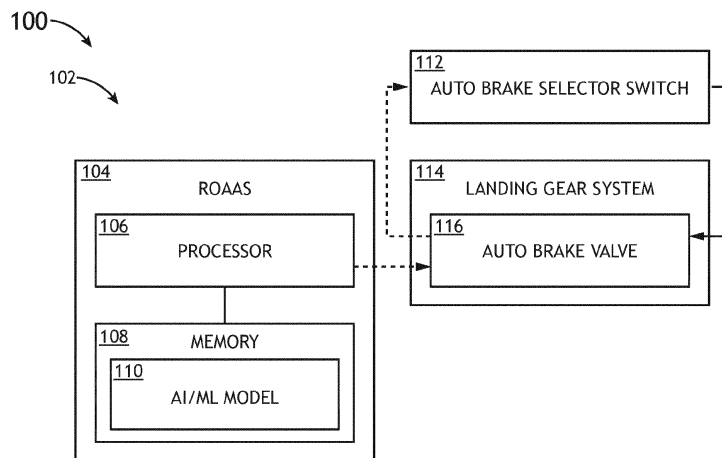 100
102
112
AUTO BRAKE SELECTOR SWITCH
104
ROAAS
114
LANDING GEAR SYSTEM
106
PROCESSOR
116
AUTO BRAKE VALVE
108
MEMORY
110
AI/ML MODEL